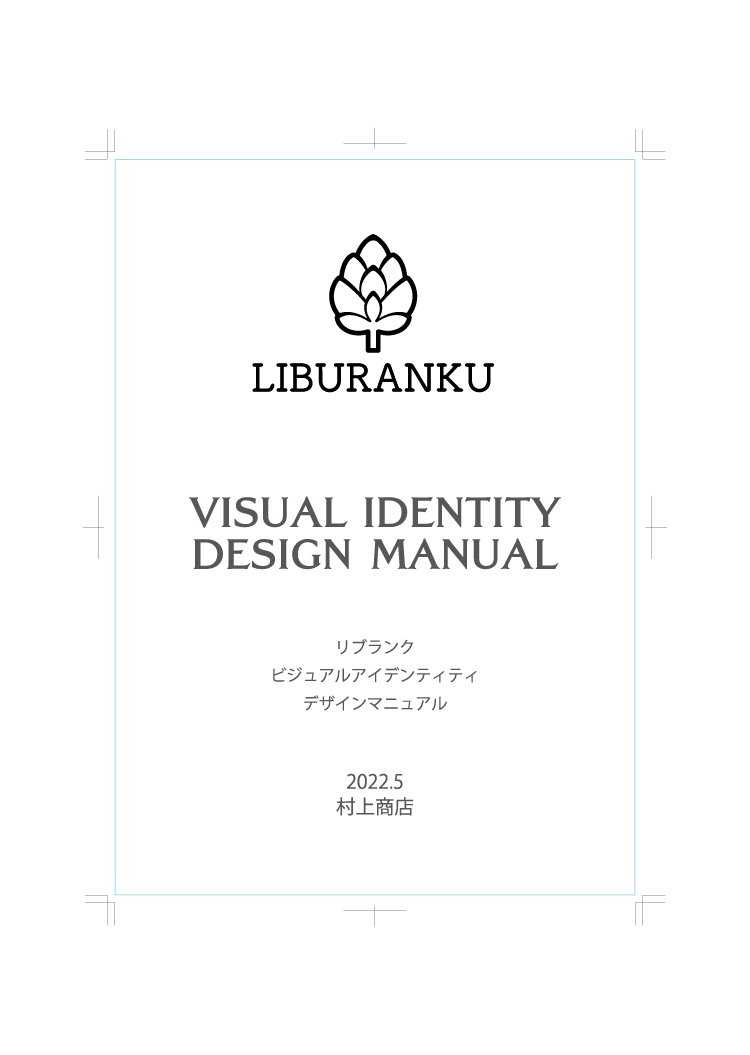 LIBURANKU
VISUAL IDENTITY
DESIGN MANUAL
リブランク
ビジュアルアイデンティティ
デザインマニュアル
2022.5
村上商店